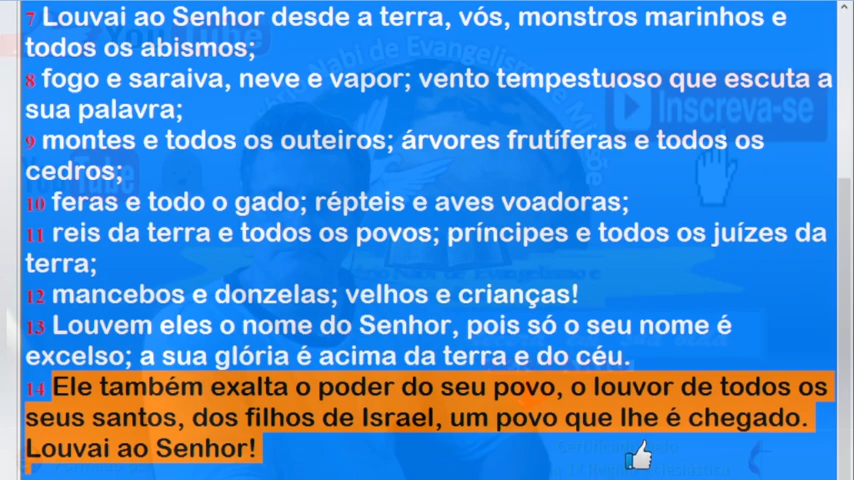 7 Louvai ao Senhor desde a terra, vós, monstros marinhos e
todos os abismos;
8 fogo e saraiva, neve e vapor; vento tempestuoso que escuta a
sua palavra;
9 montes e todos os outeiros; árvores frutíferas e todos os
cedros;
10 feras e todo o gado; répteis e aves voadoras;
11 reis da terra e todos os povos; príncipes e todos os juízes da
terra;
12 mancebos e donzelas; velhos e crianças!
13 Louvem eles o nome do Senhor, pois só o seu nome é
excelso; a sua glória é acima da terra e do céu.
14 Ele também exalta o poder do seu povo, o louvor de todos os
seus santos, dos filhos de Israel, um povo que lhe é chegado.
Louvai ao Senhor!
YouTube
Nabi de Evangelismo e
Inscreva-se
YouTube